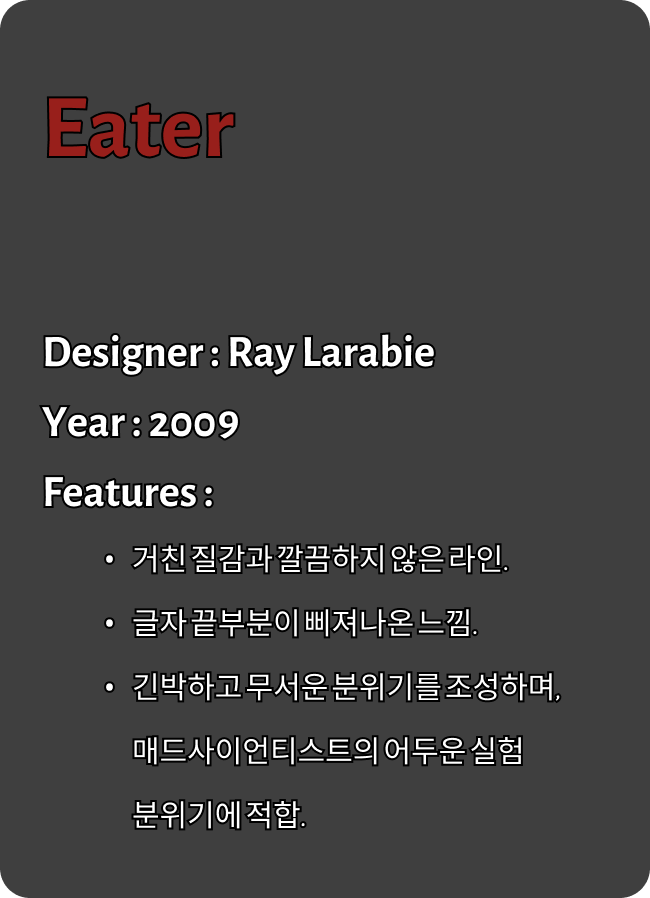 Eater
Designer : Ray Larabie
Year : 2009
Features :
• 거친 질감과 깔끔하지 않은 라인.
• 글자 끝부분이 삐져나온 느낌.
• 긴박하고 무서운 분위기를 조성하며,
매드사이언티스트의 어두운 실험
분위기에 적합.